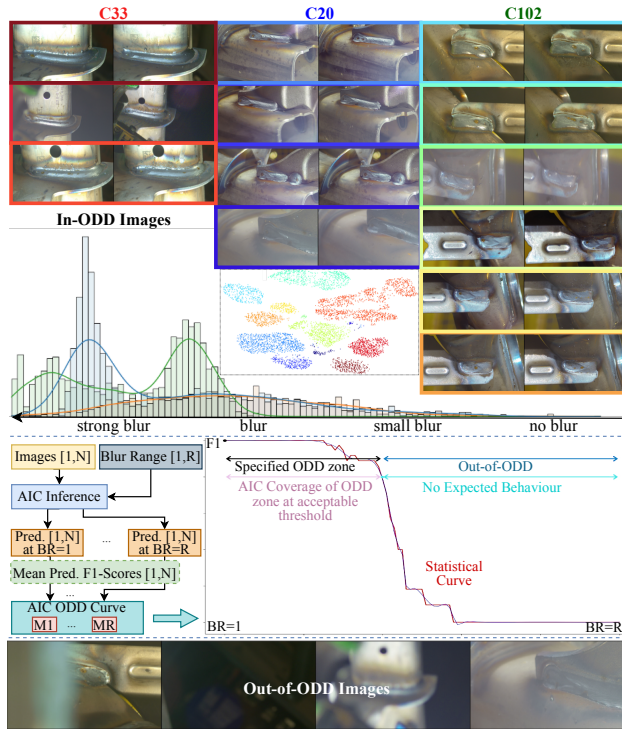 C33
C20
C102
In-ODD Images
strong blur
blur
small blur
no blur
Images [1,N]
Blur Range [1,R]
AIC Inference
Pred. [1,N]
at BR=1
...
Pred. [1,N]
at BR=R
Mean Pred. F1-Scores [1,N]
...
AIC ODD Curve
M1
...
MR
F1
Specified ODD zone
Out-of-ODD
AIC Coverage of ODD
zone at acceptable
threshold
No Expected Behaviour
Statistical
Curve
BR=1
BR=R
Out-of-ODD Images